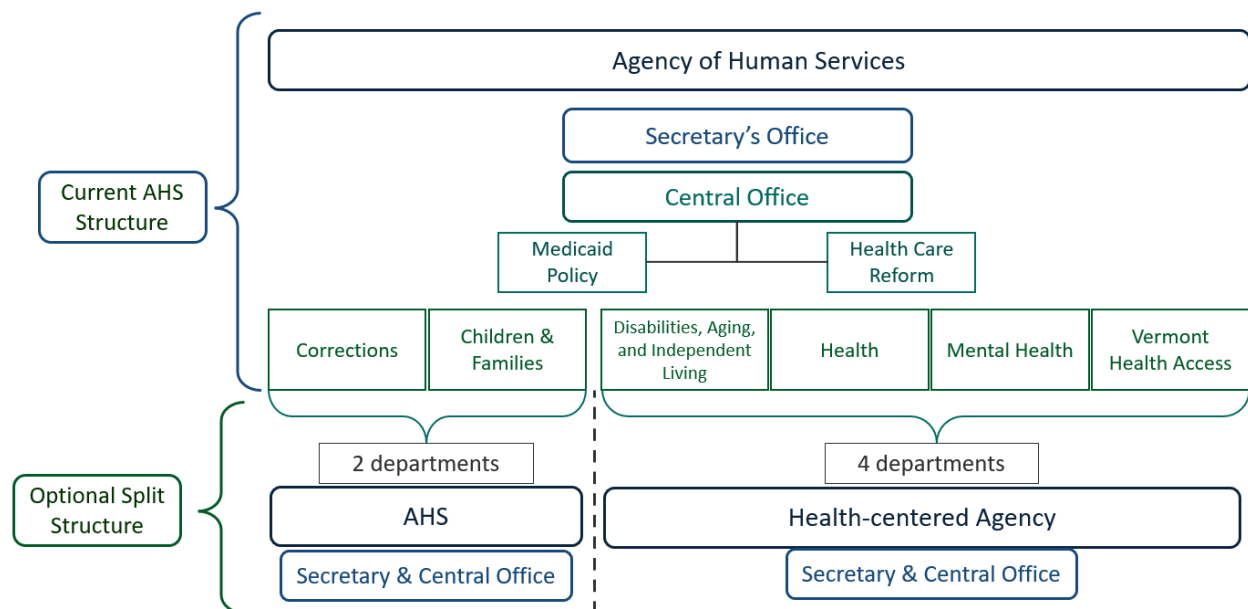 Agency of Human Services
Secretary's Office
Current AHS
Structure
Central Office
Medicaid
Policy
Health Care
Reform
Corrections
Children &
Families
Disabilities, Aging,
and Independent
Living
Health
Mental Health
Vermont
Health Access
2 departments
4 departments
Optional Split
Structure
AHS
Health-centered Agency
Secretary & Central Office
Secretary & Central Office